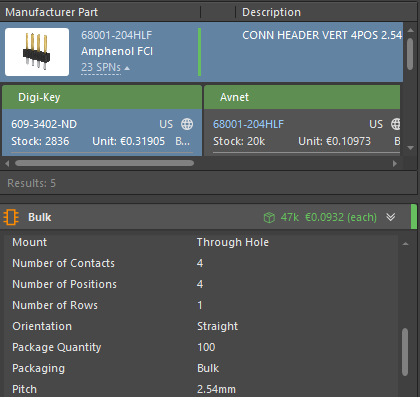 Manufacturer Part Description
68001-204HLF CONN HEADER VERT 4POS 2.54
Amphenol FCI
23 SPNs
Digi-Key Avnet
609-3402-ND US 68001-204HLF US
Stock: 2836 Unit: €0.31905 B... Stock: 20k Unit: €0.10973 B
Results: 5
Bulk 47k €0.0932 (each)
Mount Through Hole
Number of Contacts 4
Number of Positions 4
Number of Rows 1
Orientation Straight
Package Quantity 100
Packaging Bulk
Pitch 2.54mm